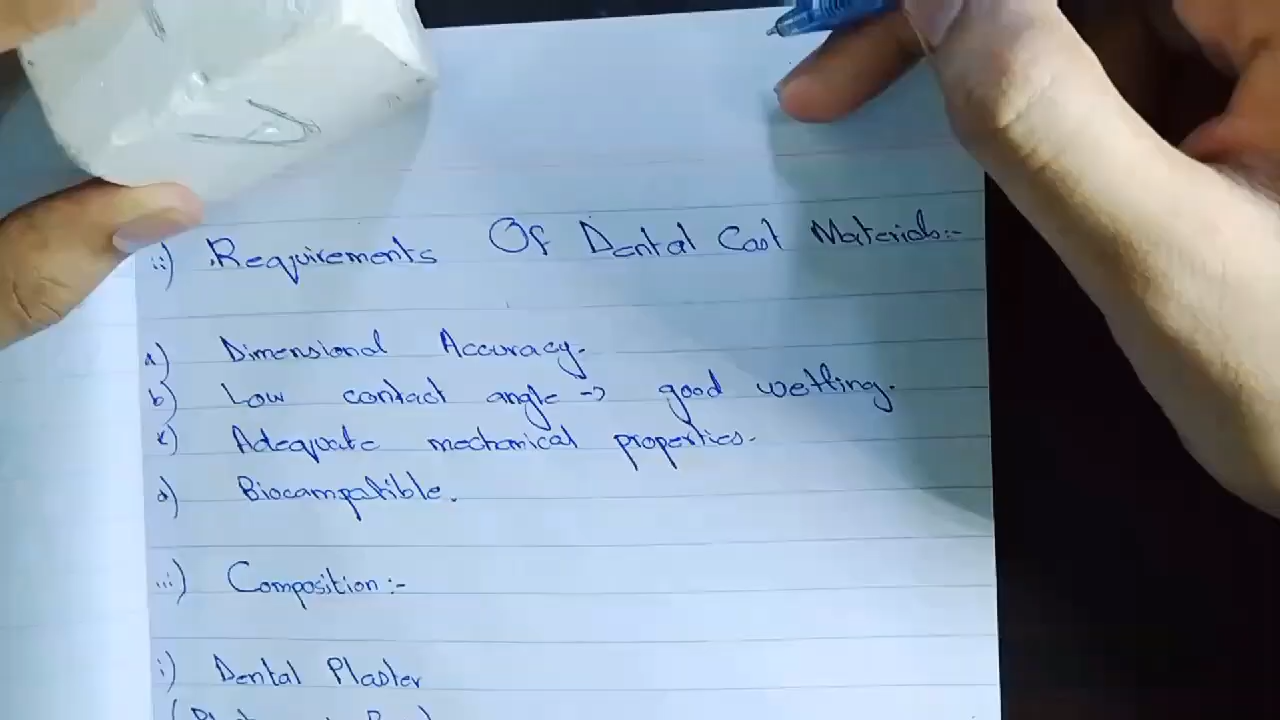 ii) Requirements Of Dental Cast Materials:-
a) Dimensional Accuracy.
b) Low contact angle -> good wetting.
c) Adequate mechanical properties.
d) Biocampatible.
iii) Composition:-
i) Dental Plaster